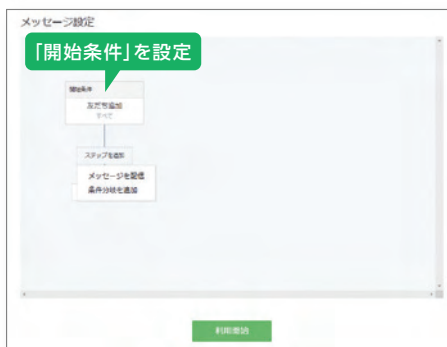 メッセージ設定
「開始条件」を設定
開始条件
友だち追加
すべて
ステップを追加
メッセージを配信
条件分岐を追加
利用開始